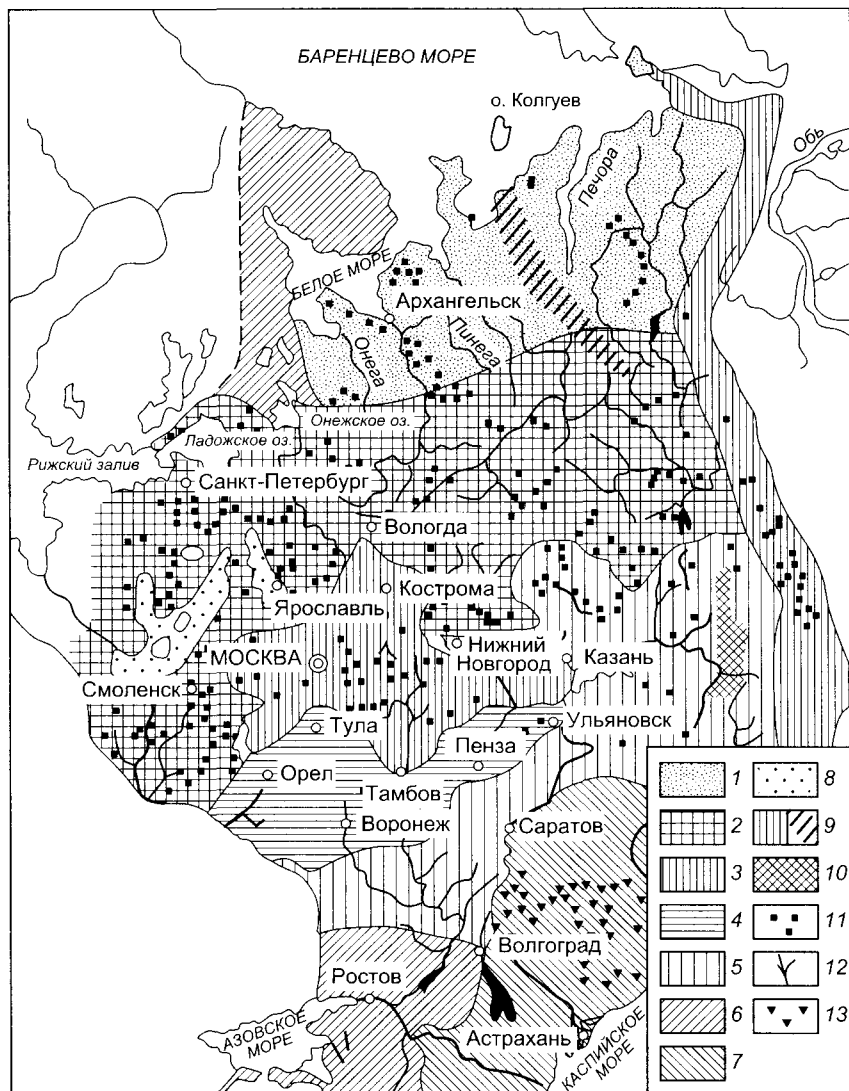 БАРЕНЦЕВО МОРЕ
о. Колгуев
Обь
Печора
БЕЛОЕ МОРЕ
Архангельск
Пинега
Онега
Онежское оз.
Ладожское оз.
Рижский залив
Санкт-Петербург
Вологда
Кострома
Ярославль
Нижний
Новгород
Казань
МОСКВА
Смоленск
Ульяновск
Тула
Пенза
Орел
Тамбов
Воронеж
Саратов
Волгоград
Ростов
Астрахань
АЗОВСКОЕ
МОРЕ
КАСПИЙСКОЕ
МОРЕ
1
2
3
4
5
6
7
8
9
10
11
12
13